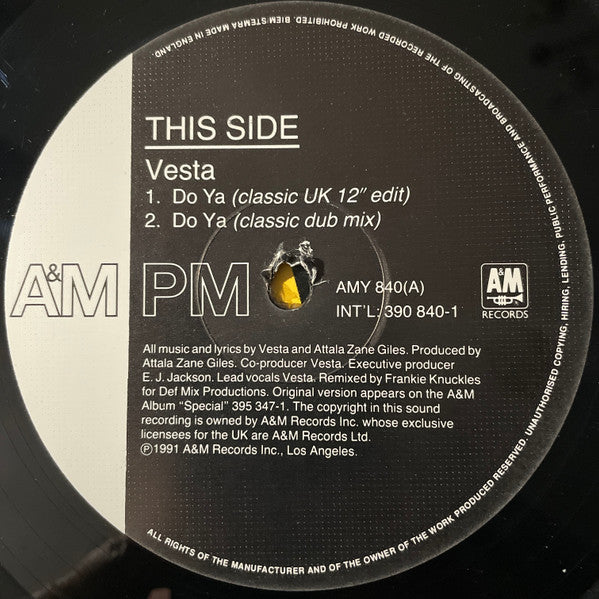 THIS SIDE
Vesta
1. Do Ya (classic UK 12" edit)
2. Do Ya (classic dub mix)
A&M PM
AMY 840(A)
INT'L: 390 840-1
A&M
RECORDS
All music and lyrics by Vesta and Attala Zane Giles. Produced by
Attala Zane Giles. Co-producer Vesta. Executive producer
E. J. Jackson. Lead vocals Vesta. Remixed by Frankie Knuckles
for Def Mix Productions. Original version appears on the A&M
Album "Special" 395 347-1. The copyright in this sound
recording is owned by A&M Records Inc. whose exclusive
licensees for the UK are A&M Records Ltd.
Ⓟ1991 A&M Records Inc., Los Angeles.
ALL RIGHTS OF THE MANUFACTURER AND OF THE OWNER OF THE WORK PRODUCED RESERVED. UNAUTHORISED COPYING, HIRING, LENDING, PUBLIC PERFORMANCE AND BROADCASTING OF THE RECORDED WORK PROHIBITED. BIEM STEMRA MADE IN ENGLAND